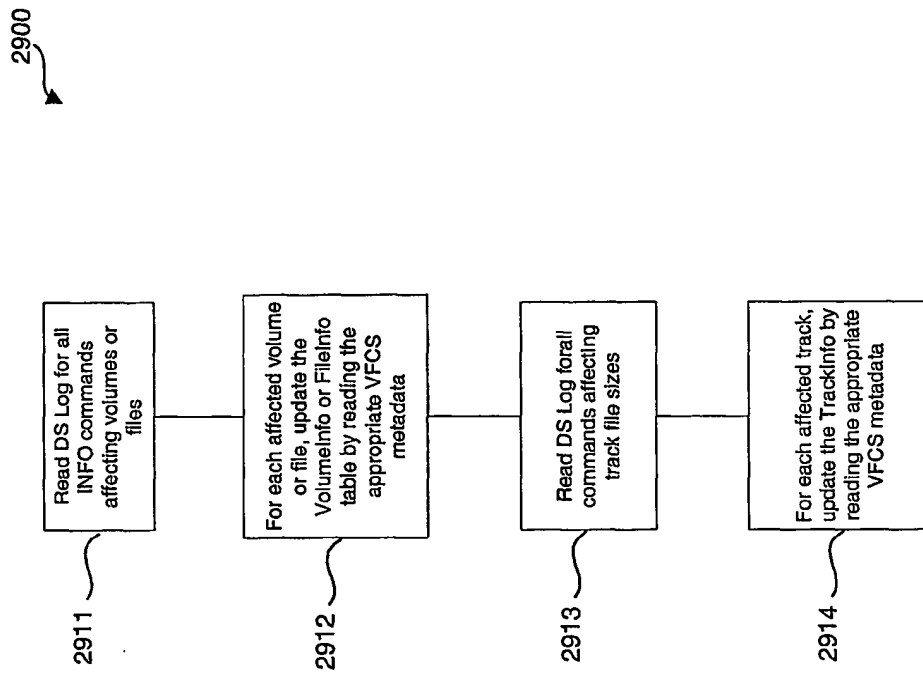 2900
2911
Read DS Log for all
INFO commands
affecting volumes or
files
2912
For each affected volume
or file, update the
VolumeInfo or FileInfo
table by reading the
appropriate VFCS
metadata
2913
Read DS Log forall
commands affecting
track file sizes
2914
For each affected track,
update the TrackInfo by
reading the appropriate
VFCS metadata